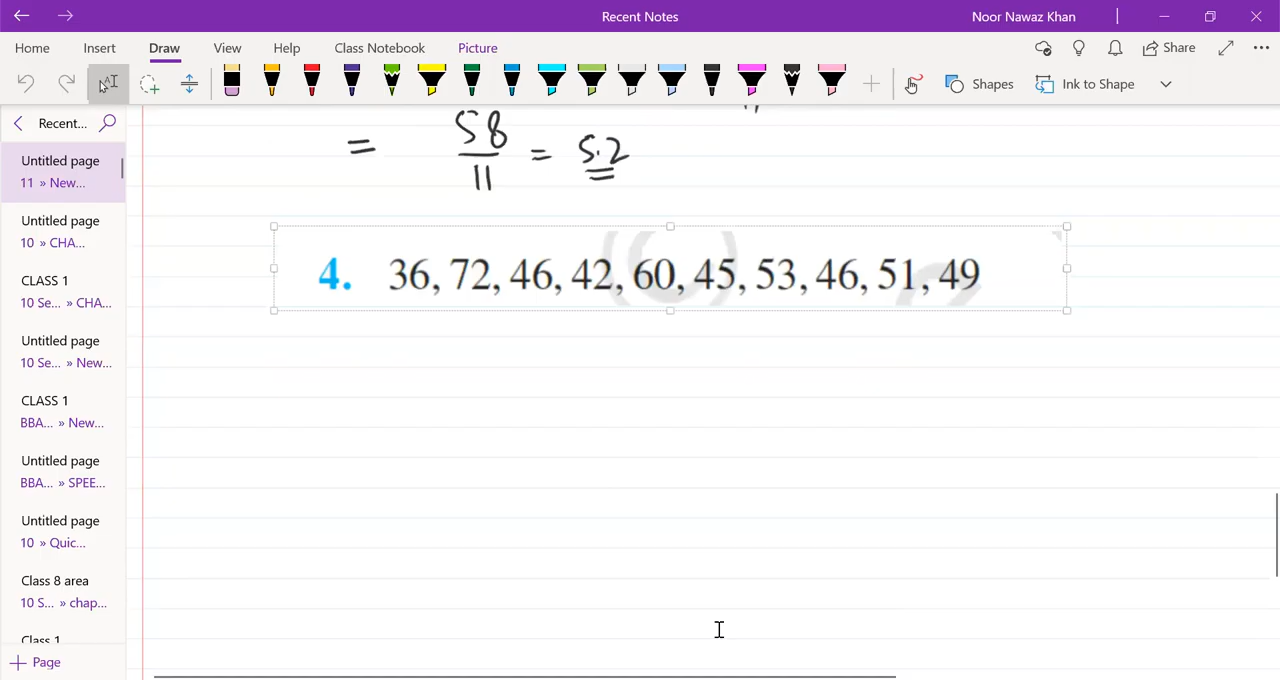 Recent Notes
Noor Nawaz Khan
Home Insert Draw View Help Class Notebook Picture
Share
Shapes
Ink to Shape
Recent...
Untitled page
11 » New...
Untitled page
10 » CHA...
CLASS 1
10 Se... » CHA...
Untitled page
10 Se... » New...
CLASS 1
BBA... » New...
Untitled page
BBA... » SPEE...
Untitled page
10 » Quic...
Class 8 area
10 S... » chap...
Class 1
+ Page
= 58/11 = 5.2
4. 36, 72, 46, 42, 60, 45, 53, 46, 51, 49